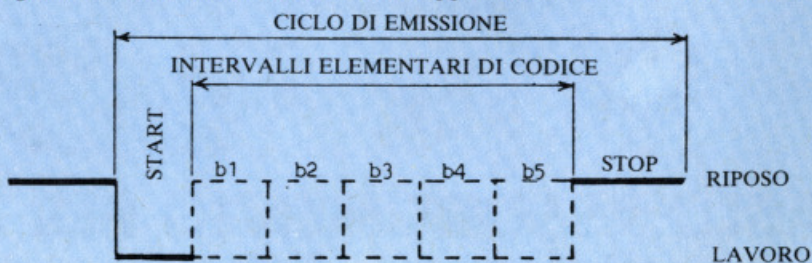 CICLO DI EMISSIONE
INTERVALLI ELEMENTARI DI CODICE
START
b1 b2 b3 b4 b5 STOP RIPOSO
LAVORO